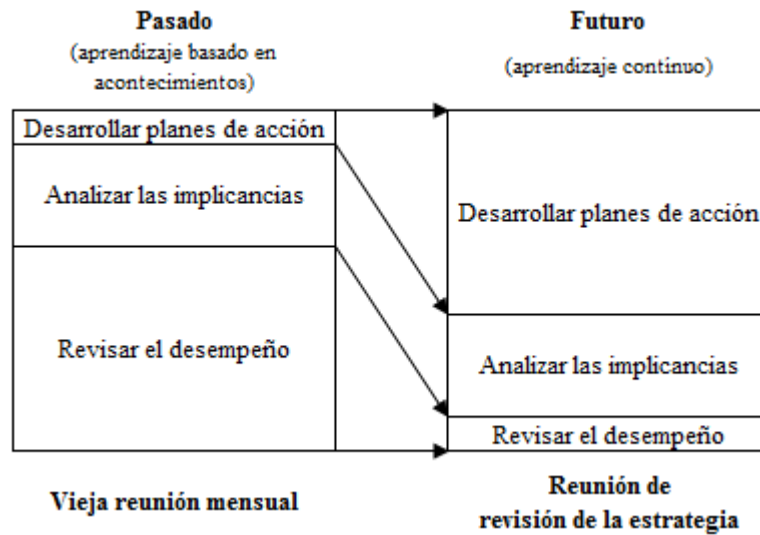 Pasado
(aprendizaje basado en
acontecimientos)
Futuro
(aprendizaje continuo)
Desarrollar planes de acción
Analizar las implicancias
Revisar el desempeño
Desarrollar planes de acción
Analizar las implicancias
Revisar el desempeño
Vieja reunión mensual
Reunión de
revisión de la estrategia